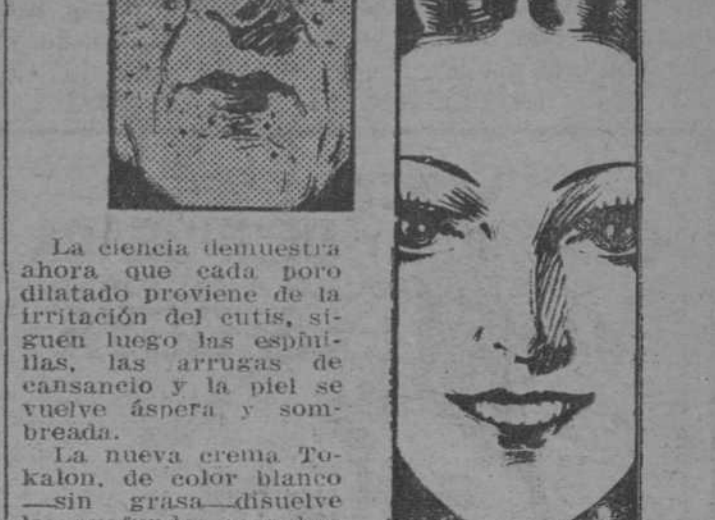 La ciencia demuestra
ahora que cada poro
dilatado proviene de la
irritación del cutis, si-
guen luego las espini-
llas, las arrugas de
cansancio y la piel se
vuelve áspera y som-
breada.
La nueva crema To-
kalon, de color blanco
—sin grasa—disuelve